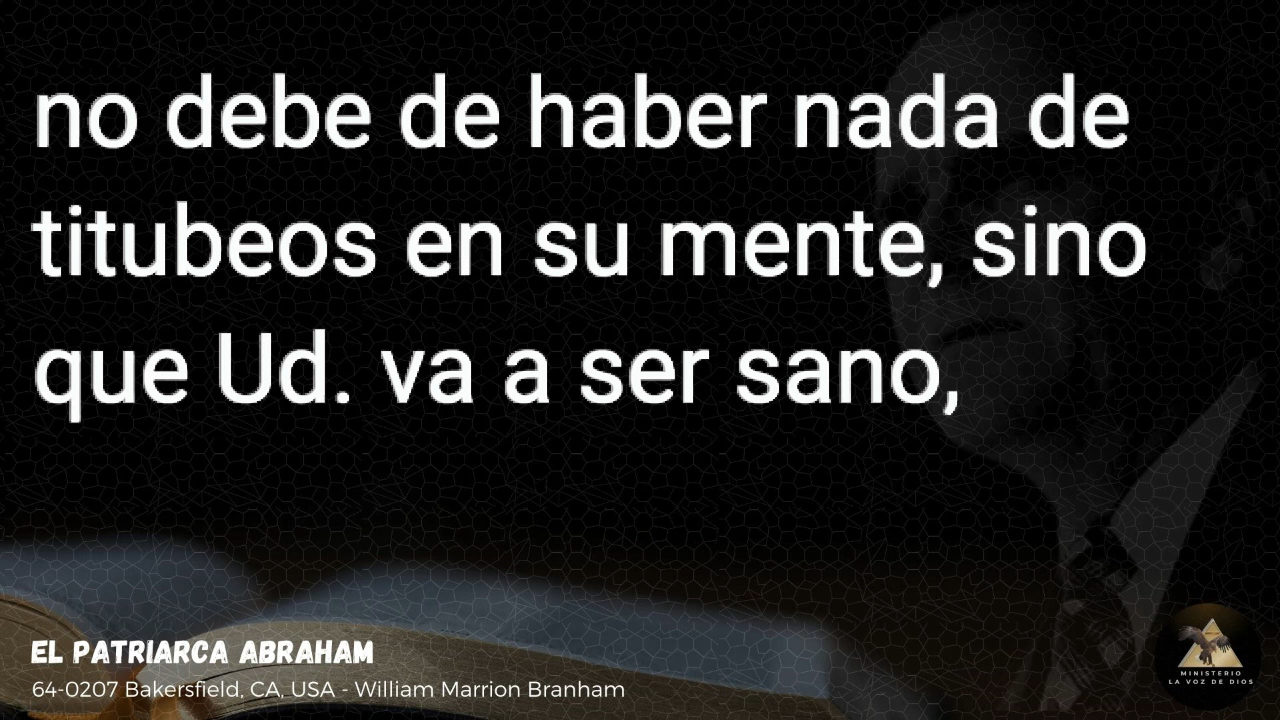 no debe de haber nada de
titubeos en su mente, sino
que Ud. va a ser sano,
EL PATRIARCA ABRAHAM
64-0207 Bakersfield, CA, USA - William Marrion Branham
MINISTERIO
LA VOZ DE DIOS